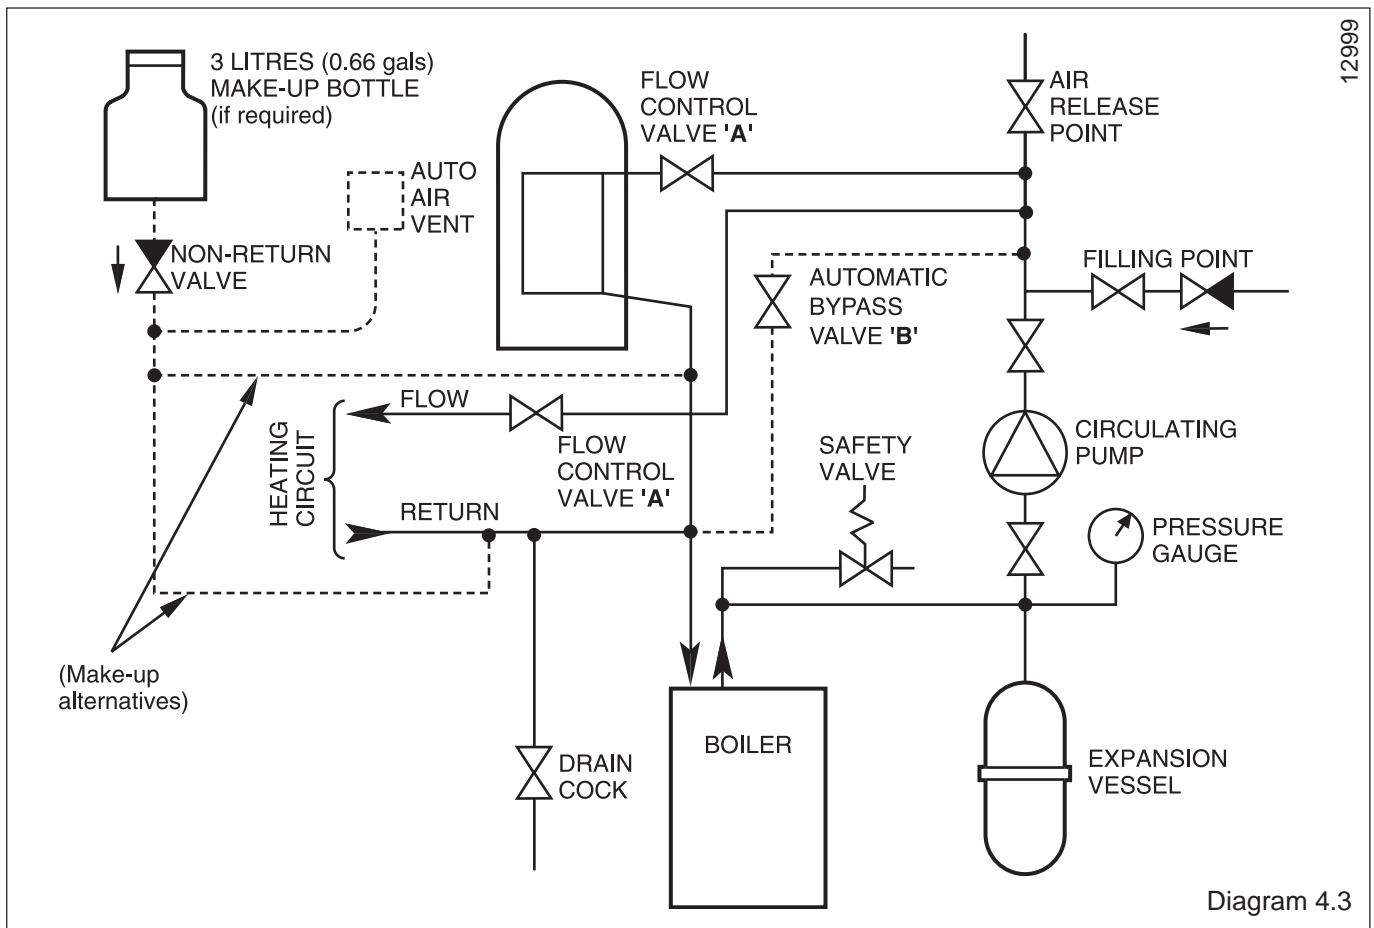 12999
3 LITRES (0.66 gals)
MAKE-UP BOTTLE
(if required)
FLOW
CONTROL
VALVE 'A'
AIR
RELEASE
POINT
AUTO
AIR
VENT
NON-RETURN
VALVE
AUTOMATIC
BYPASS
VALVE 'B'
FILLING POINT
FLOW
HEATING
CIRCUIT
FLOW
CONTROL
VALVE 'A'
SAFETY
VALVE
CIRCULATING
PUMP
RETURN
PRESSURE
GAUGE
(Make-up
alternatives)
BOILER
DRAIN
COCK
EXPANSION
VESSEL
Diagram 4.3